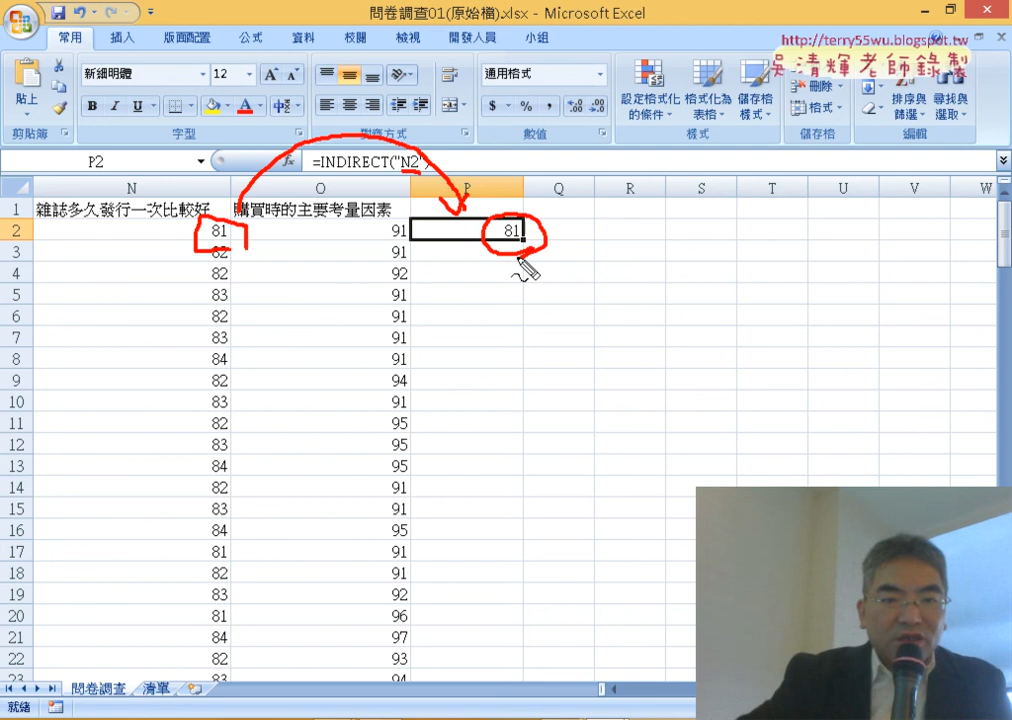 問卷調查01(原始檔).xlsx - Microsoft Excel
常用 插入 版面配置 公式 資料 校閱 檢視 開發人員 小組
http://terry55wu.blogspot.tw
吳清輝老師錄製
貼上 新細明體 12 通用格式 設定格式化的條件 格式化為表格 儲存格樣式 刪除 格式 排序與篩選 尋找與選取
B I U A $ % ,
剪貼簿 字型 對齊方式 數值 樣式 儲存格 編輯
P2 fx =INDIRECT("N2")
N O P Q R S T U V W
1 雜誌多久發行一次比較好 購買時的主要考量因素
2 81 91 81
3 82 91
4 82 92
5 83 91
6 82 91
7 83 91
8 84 91
9 82 94
10 83 91
11 82 95
12 83 95
13 84 95
14 82 91
15 83 91
16 84 95
17 81 91
18 82 91
19 83 92
20 81 96
21 84 97
22 82 93
23 83 94
問卷調查 清單
就緒